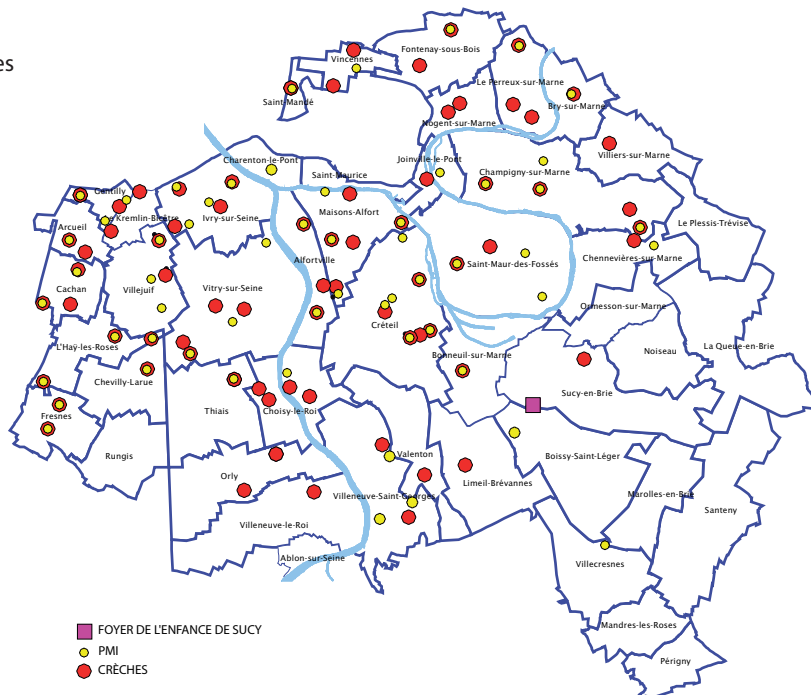 es
Fontenay-sous-Bois
Vincennes
Le Perreux-sur-Marne
Saint-Mandé
Bry-sur-Marne
Nogent-sur-Marne
Villiers-sur-Marne
Charenton-le-Pont
Joinville-le-Pont
Saint-Maurice
Champigny-sur-Marne
Gentilly
Maisons-Alfort
Le Kremlin-Bicêtre
Ivry-sur-Seine
Le Plessis-Trévise
Arcueil
Alfortville
Saint-Maur-des-Fossés
Chennevières-sur-Marne
Cachan
Villejuif
Vitry-sur-Seine
Ormesson-sur-Marne
Créteil
L'Haÿ-les-Roses
La Queue-en-Brie
Noiseau
Bonneuil-sur-Marne
Chevilly-Larue
Sucy-en-Brie
Thiais
Choisy-le-Roi
Fresnes
Rungis
Valenton
Boissy-Saint-Léger
Orly
Limeil-Brévannes
Villeneuve-Saint-Georges
Marolles-en-Brie
Santeny
Villeneuve-le-Roi
Ablon-sur-Seine
Villecresnes
Mandres-les-Roses
Périgny
FOYER DE L'ENFANCE DE SUCY
PMI
CRÈCHES